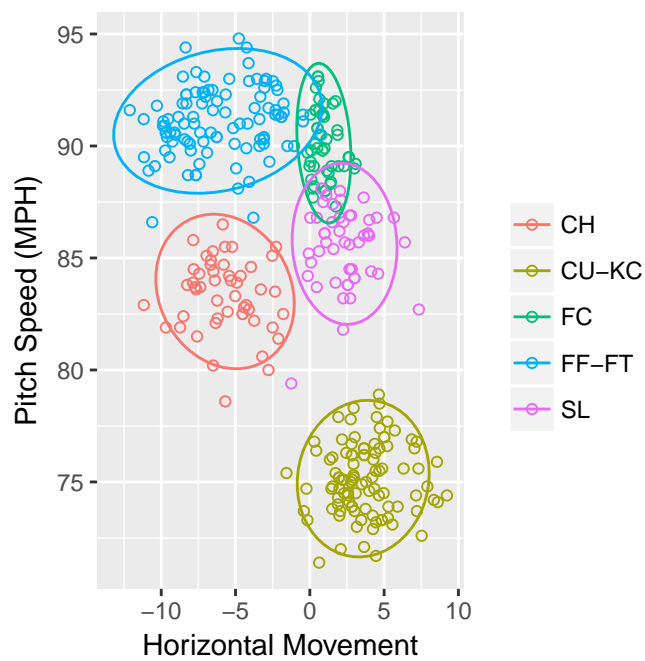 95
90
85
80
75
Pitch Speed (MPH)
−10
−5
0
5
10
Horizontal Movement
CH
CU−KC
FC
FF−FT
SL